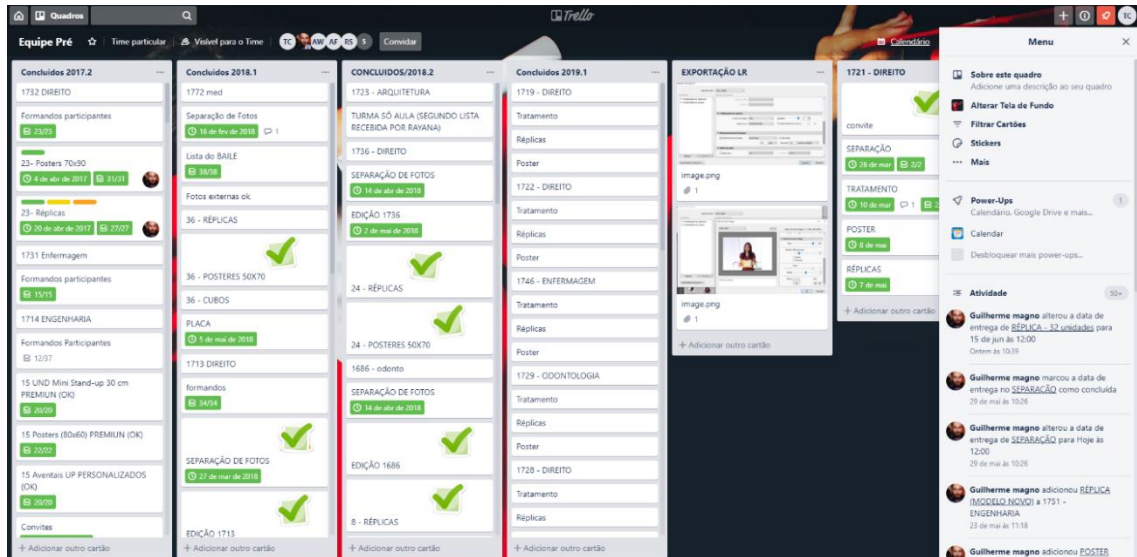 Quadros
Trello
TC
Equipe Pré
Time particular
Visível para o Time
TC
AW
AF
RS
5
Convidar
Calendário
Concluidos 2017.2
1732 DIREITO
Formandos participantes
23/23
23- Posters 70x90
4 de abr de 2017
31/31
23- Réplicas
20 de abr de 2017
27/27
1731 Enfermagem
Formandos participantes
15/15
1714 ENGENHARIA
Formandos Participantes
12/37
15 UND Mini Stand-up 30 cm
PREMIUN (OK)
20/20
15 Posters (80x60) PREMIUN (OK)
22/22
15 Aventais UP PERSONALIZADOS
(OK)
20/20
Convites
+ Adicionar outro cartão
Concluidos 2018.1
1772 med
Separação de Fotos
16 de fev de 2018
1
Lista do BAILE
38/38
Fotos externas ok
36 - RÉPLICAS
36 - POSTERES 50X70
36 - CUBOS
PLACA
5 de mai de 2018
1713 DIREITO
formandos
34/34
SEPARAÇÃO DE FOTOS
27 de mar de 2018
EDIÇÃO 1713
+ Adicionar outro cartão
CONCLUIDOS/2018.2
1723 - ARQUITETURA
TURMA SÓ AULA (SEGUNDO LISTA
RECEBIDA POR RAYANA)
1736 - DIREITO
SEPARAÇÃO DE FOTOS
14 de abr de 2018
EDIÇÃO 1736
2 de mai de 2018
24 - RÉPLICAS
24 - POSTERES 50X70
1686 - odonto
SEPARAÇÃO DE FOTOS
14 de abr de 2018
EDIÇÃO 1686
8 - RÉPLICAS
+ Adicionar outro cartão
Concluidos 2019.1
1719 - DIREITO
Tratamento
Réplicas
Poster
1722 - DIREITO
Tratamento
Réplicas
Poster
1746 - ENFERMAGEM
Tratamento
Réplicas
Poster
1729 - ODONTOLOGIA
Tratamento
Réplicas
Poster
1728 - DIREITO
Tratamento
Réplicas
+ Adicionar outro cartão
EXPORTAÇÃO LR
image.png
1
image.png
1
+ Adicionar outro cartão
1721 - DIREITO
convite
SEPARAÇÃO
26 de mar
2/2
TRATAMENTO
10 de mar
1
2
POSTER
8 de mai
RÉPLICAS
7 de mai
+ Adicionar outro cartão
Menu
Sobre este quadro
Adicione uma descrição ao seu quadro
Alterar Tela de Fundo
Filtrar Cartões
Stickers
Mais
Power-Ups
1
Calendário, Google Drive e mais...
Calendar
Desbloquear mais power-ups...
Atividade
50+
Guilherme magno alterou a data de
entrega de RÉPLICA - 32 unidades para
15 de jun às 12:00
Ontem às 10:39
Guilherme magno marcou a data de
entrega no SEPARAÇÃO como concluída
29 de mai às 10:26
Guilherme magno alterou a data de
entrega de SEPARAÇÃO para Hoje às
12:00
29 de mai às 10:26
Guilherme magno adicionou RÉPLICA
(MODELO NOVO) a 1751 -
ENGENHARIA
23 de mai às 11:18
Guilherme magno adicionou POSTER